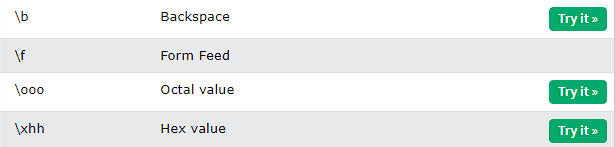 \b Backspace Try it »
\f Form Feed
\ooo Octal value Try it »
\xhh Hex value Try it »